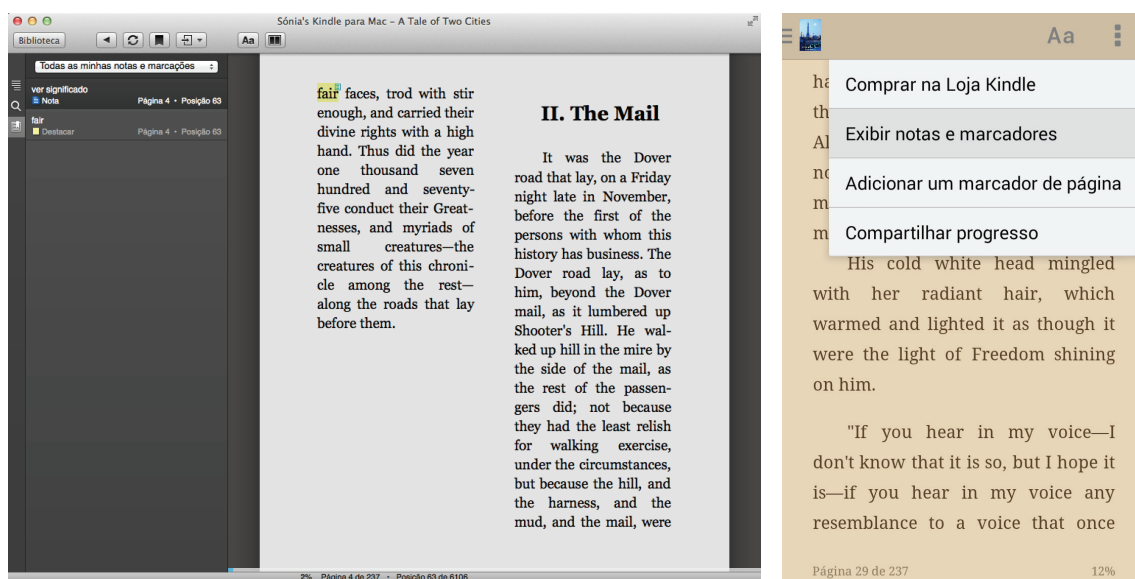 Sónia's Kindle para Mac – A Tale of Two Cities
Biblioteca
Aa
Todas as minhas notas e marcações
ver significado
Nota Página 4 • Posição 63
fair
Destacar Página 4 • Posição 63
fair faces, trod with stir
enough, and carried their
divine rights with a high
hand. Thus did the year
one thousand seven
hundred and seventy-
five conduct their Great-
nesses, and myriads of
small creatures—the
creatures of this chroni-
cle among the rest—
along the roads that lay
before them.
II. The Mail
It was the Dover
road that lay, on a Friday
night late in November,
before the first of the
persons with whom this
history has business. The
Dover road lay, as to
him, beyond the Dover
mail, as it lumbered up
Shooter's Hill. He wal-
ked up hill in the mire by
the side of the mail, as
the rest of the passen-
gers did; not because
they had the least relish
for walking exercise,
under the circumstances,
but because the hill, and
the harness, and the
mud, and the mail, were
2% Página 4 de 237 • Posição 63 de 6106
Aa
Comprar na Loja Kindle
Exibir notas e marcadores
Adicionar um marcador de página
Compartilhar progresso
His cold white head mingled
with her radiant hair, which
warmed and lighted it as though it
were the light of Freedom shining
on him.
"If you hear in my voice—I
don't know that it is so, but I hope it
is—if you hear in my voice any
resemblance to a voice that once
Página 29 de 237 12%